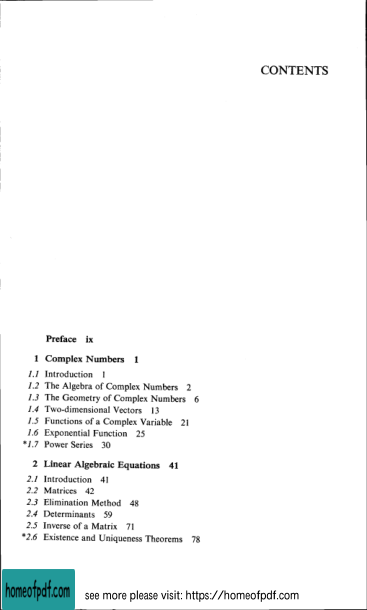 CONTENTS
Preface ix
1 Complex Numbers 1
1.1 Introduction 1
1.2 The Algebra of Complex Numbers 2
1.3 The Geometry of Complex Numbers 6
1.4 Two-dimensional Vectors 13
1.5 Functions of a Complex Variable 21
1.6 Exponential Function 25
*1.7 Power Series 30
2 Linear Algebraic Equations 41
2.1 Introduction 41
2.2 Matrices 42
2.3 Elimination Method 48
2.4 Determinants 59
2.5 Inverse of a Matrix 71
*2.6 Existence and Uniqueness Theorems 78
homeofpdf.com
see more please visit: https://homeofpdf.com